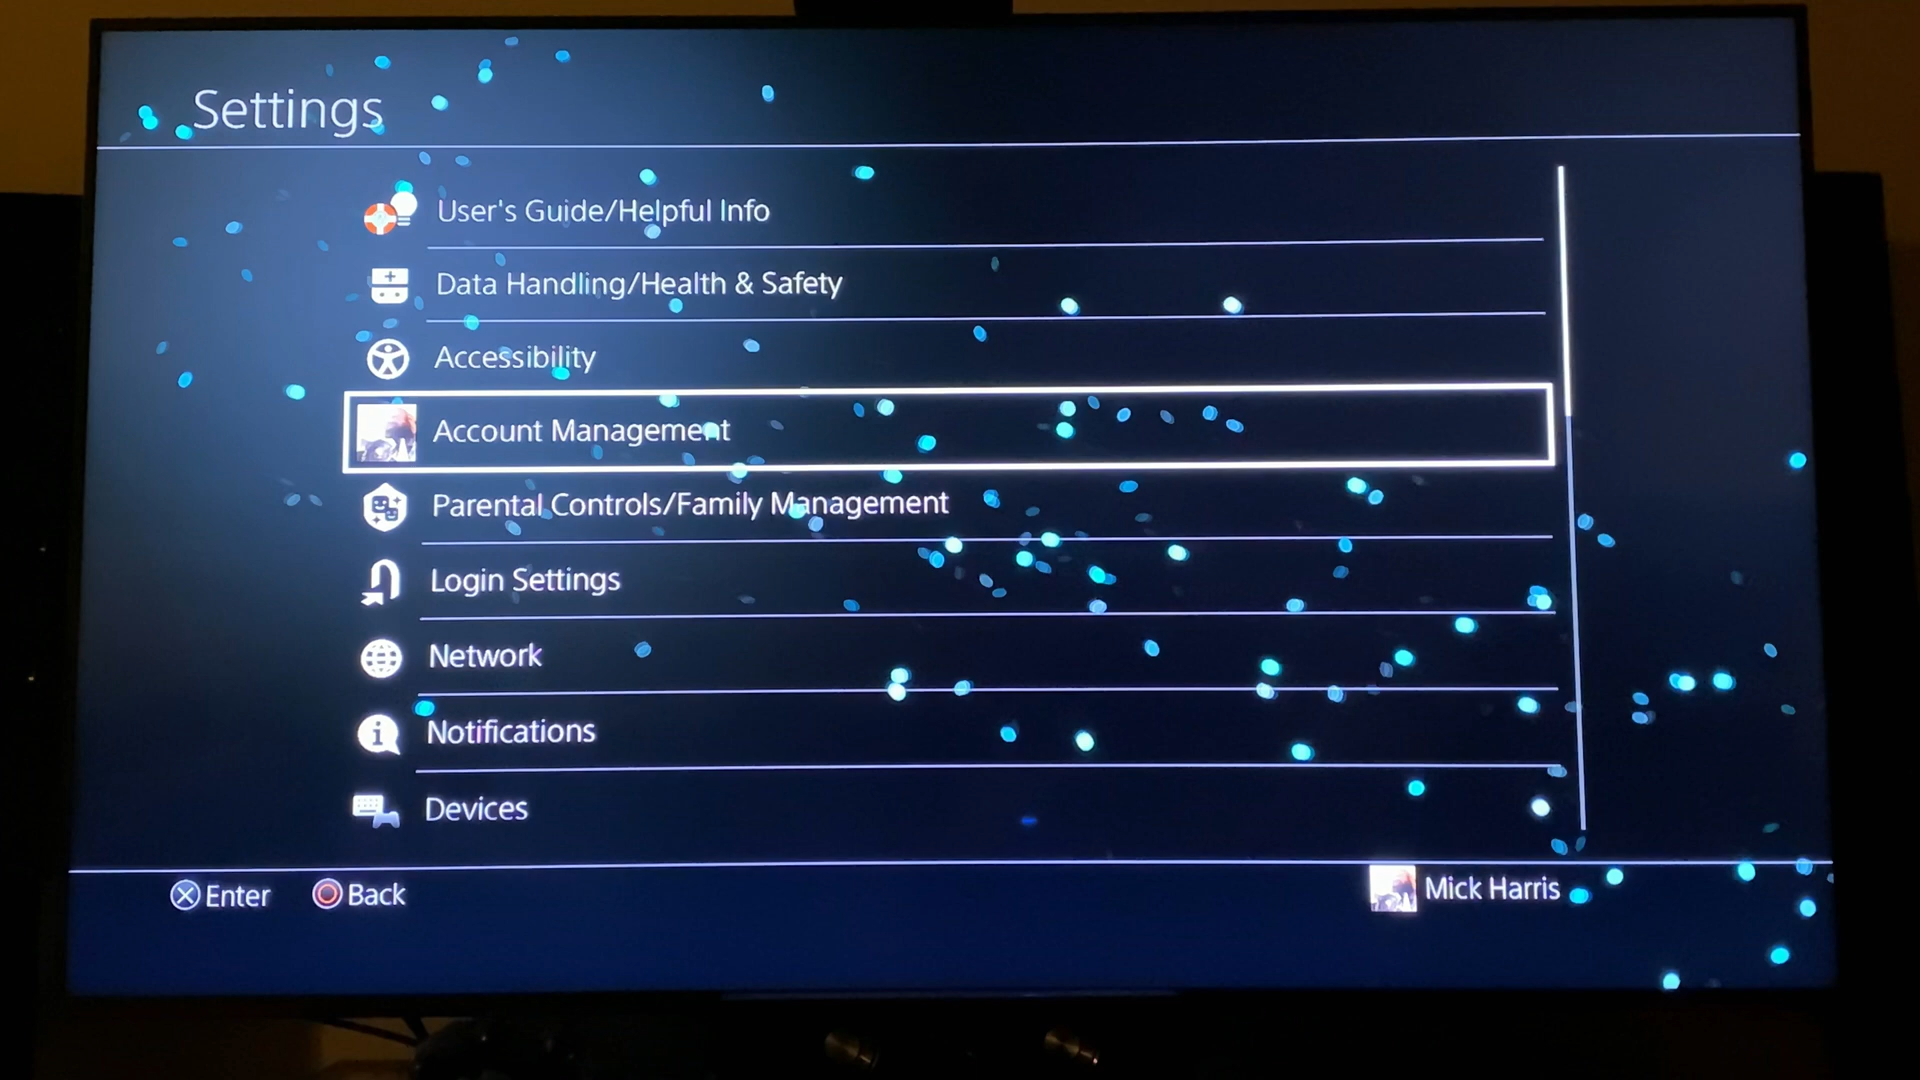 Settings
User's Guide/Helpful Info
Data Handling/Health & Safety
Accessibility
Account Management
Parental Controls/Family Management
Login Settings
Network
Notifications
Devices
Enter Back Mick Harris